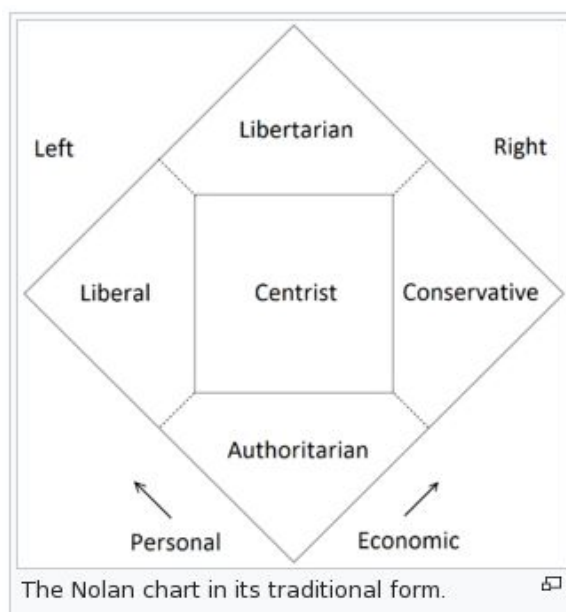 Libertarian
Left
Right
Liberal
Centrist
Conservative
Authoritarian
Personal
Economic
The Nolan chart in its traditional form.